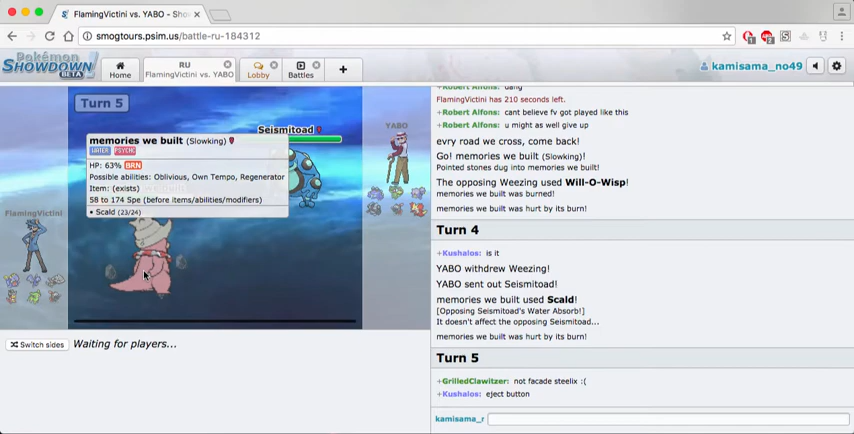 FlamingVictini vs. YABO - Sho
smogtours.psim.us/battle-ru-184312
Pokémon
SHOWDOWN
BETA
Home
RU
FlamingVictini vs. YABO
Lobby
Battles
kamisama_no49
Turn 5
memories we built (Slowking)
WATER PSYCHC
HP: 63% BRN
Possible abilities: Oblivious, Own Tempo, Regenerator
Item: (exists)
58 to 174 Spe (before items/abilities/modifiers)
• Scald (23/24)
Seismitoad
YABO
FlamingVictini
Switch sides
Waiting for players...
FlamingVictini has 210 seconds left.
+Robert Alfons: cant believe fv got played like this
+Robert Alfons: u might as well give up
evry road we cross, come back!
Go! memories we built (Slowking)!
Pointed stones dug into memories we built!
The opposing Weezing used Will-O-Wisp!
memories we built was burned!
memories we built was hurt by its burn!
Turn 4
+Kushalos: is it
YABO withdrew Weezing!
YABO sent out Seismitoad!
memories we built used Scald!
[Opposing Seismitoad's Water Absorb!]
It doesn't affect the opposing Seismitoad...
memories we built was hurt by its burn!
Turn 5
+GrilledClawitzer: not facade steelix :(
+Kushalos: eject button
kamisama_r